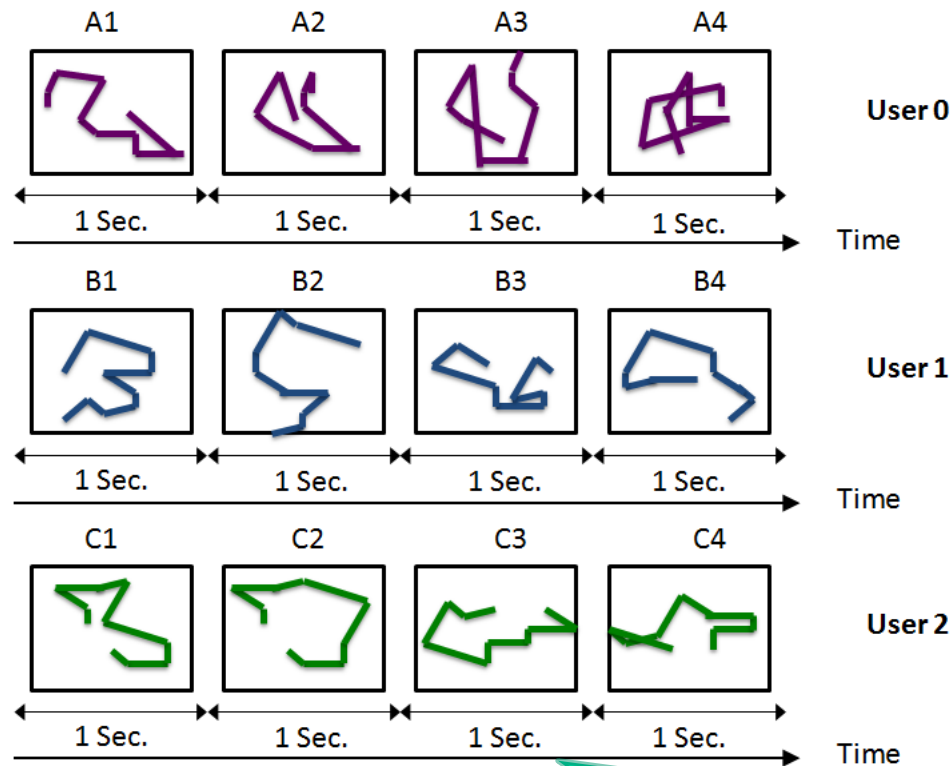 A1 A2 A3 A4
User 0
1 Sec. 1 Sec. 1 Sec. 1 Sec.
Time
B1 B2 B3 B4
User 1
1 Sec. 1 Sec. 1 Sec. 1 Sec.
Time
C1 C2 C3 C4
User 2
1 Sec. 1 Sec. 1 Sec. 1 Sec.
Time